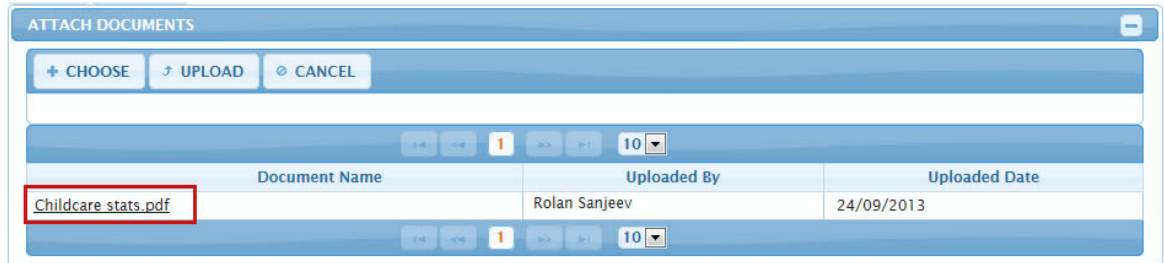 ATTACH DOCUMENTS
CHOOSE UPLOAD CANCEL
1 10
Document Name Uploaded By Uploaded Date
Childcare stats.pdf Rolan Sanjeev 24/09/2013
1 10